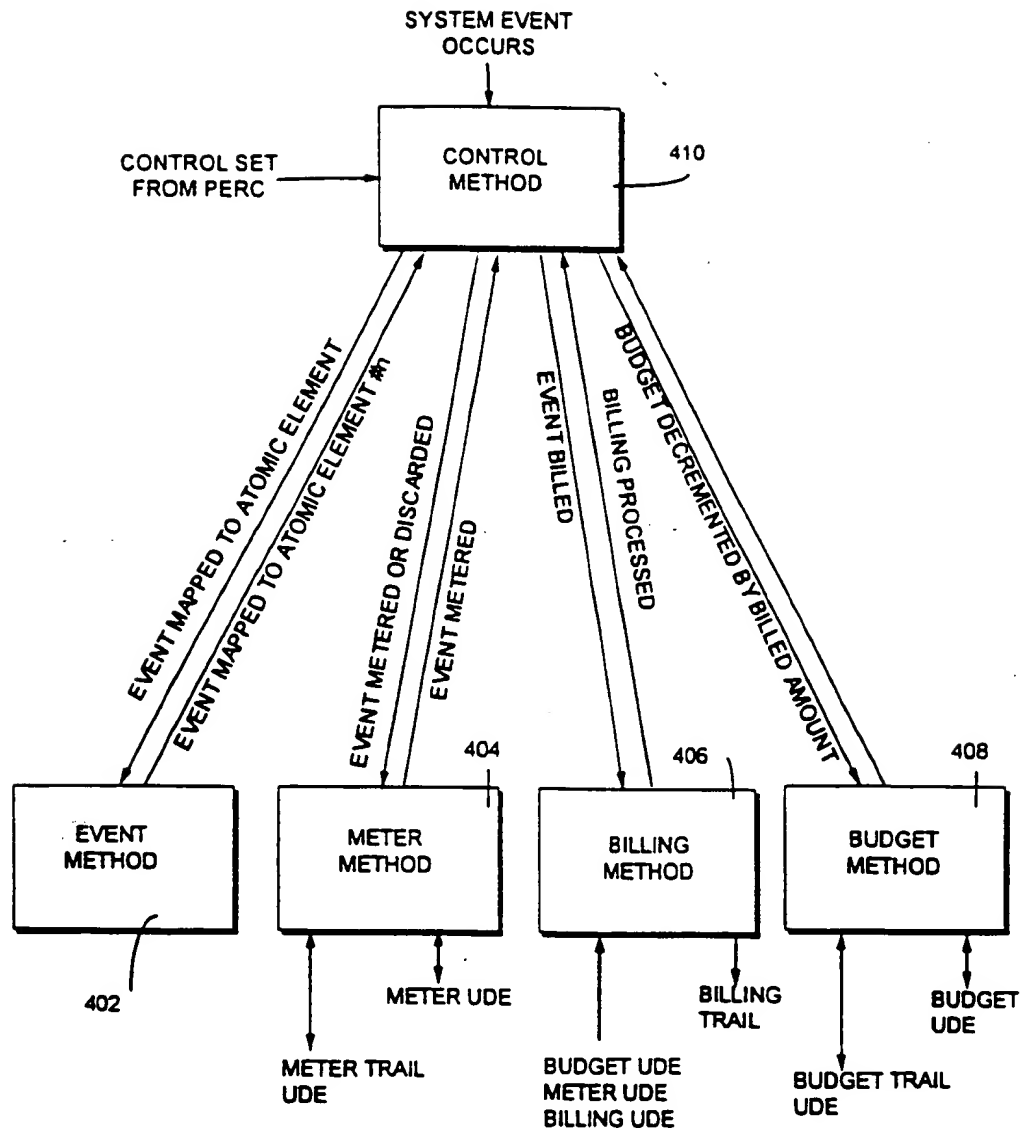 SYSTEM EVENT
OCCURS
CONTROL SET
FROM PERC
CONTROL
METHOD
410
EVENT MAPPED TO ATOMIC ELEMENT
EVENT MAPPED TO ATOMIC ELEMENT #n
EVENT METERED OR DISCARDED
EVENT METERED
EVENT BILLED
BILLING PROCESSED
BUDGET DECREMENTED BY BILLED AMOUNT
EVENT
METHOD
402
METER
METHOD
404
BILLING
METHOD
406
BUDGET
METHOD
408
METER TRAIL
UDE
METER UDE
BUDGET UDE
METER UDE
BILLING UDE
BILLING
TRAIL
BUDGET TRAIL
UDE
BUDGET
UDE